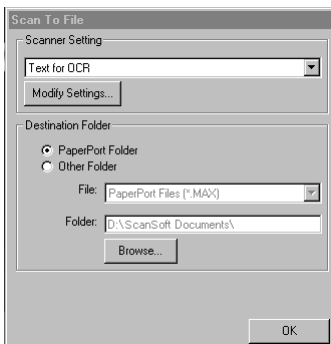 Scan To File
Scanner Setting
Text for OCR
Modify Settings...
Destination Folder
PaperPort Folder
Other Folder
File: PaperPort Files (*.MAX)
Folder: D:\ScanSoft Documents\
Browse...
OK